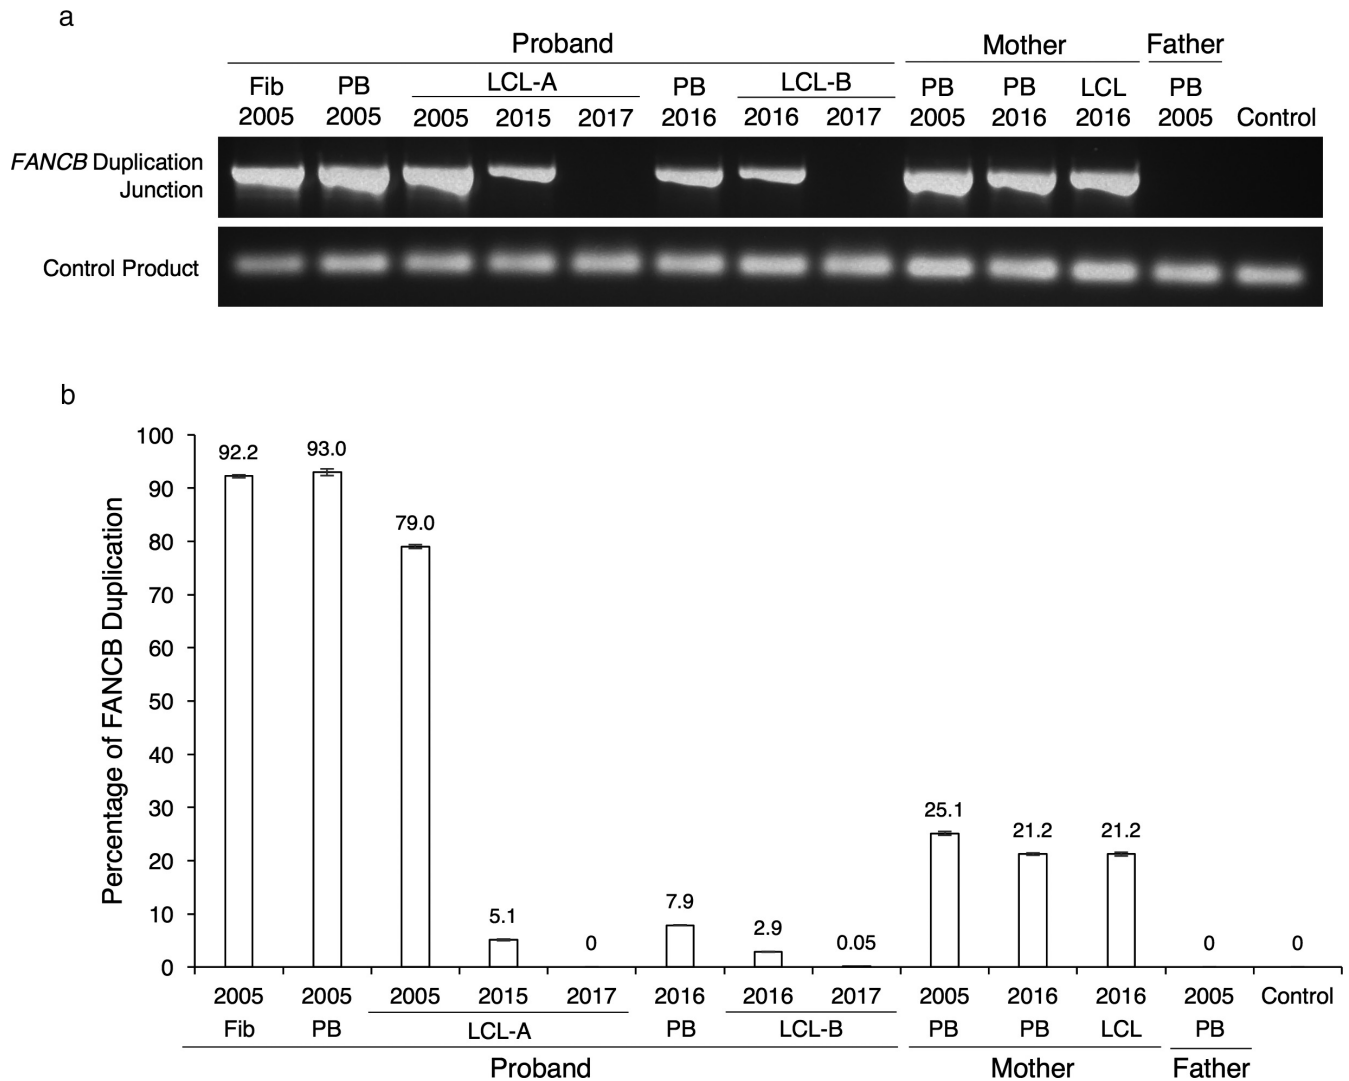 a
Proband Mother Father
Fib PB LCL-A PB LCL-B PB PB LCL PB
2005 2005 2005 2015 2017 2016 2016 2017 2005 2016 2016 2005 Control
FANCB Duplication
Junction
Control Product
b
Percentage of FANCB Duplication
100
90
80
70
60
50
40
30
20
10
0
92.2 93.0 79.0 5.1 0 7.9 2.9 0.05 25.1 21.2 21.2 0 0
2005 2005 2005 2015 2017 2016 2016 2017 2005 2016 2016 2005 Control
Fib PB LCL-A PB LCL-B PB PB LCL PB
Proband Mother Father